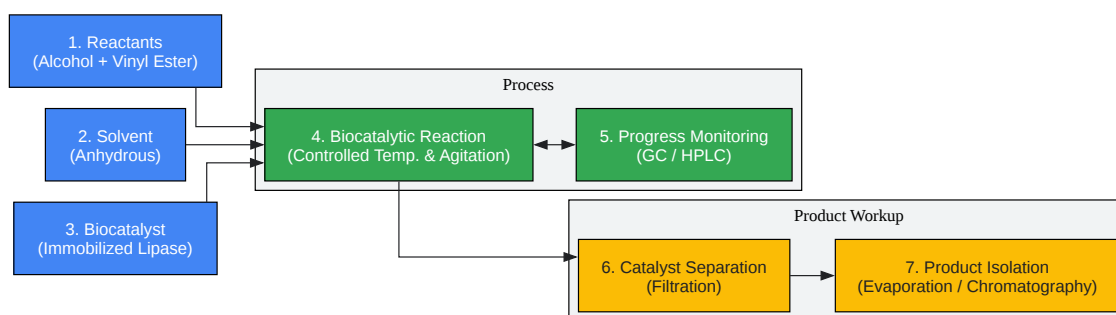 1. Reactants
(Alcohol + Vinyl Ester)
2. Solvent
(Anhydrous)
3. Biocatalyst
(Immobilized Lipase)
Process
4. Biocatalytic Reaction
(Controlled Temp. & Agitation)
5. Progress Monitoring
(GC / HPLC)
Product Workup
6. Catalyst Separation
(Filtration)
7. Product Isolation
(Evaporation / Chromatography)